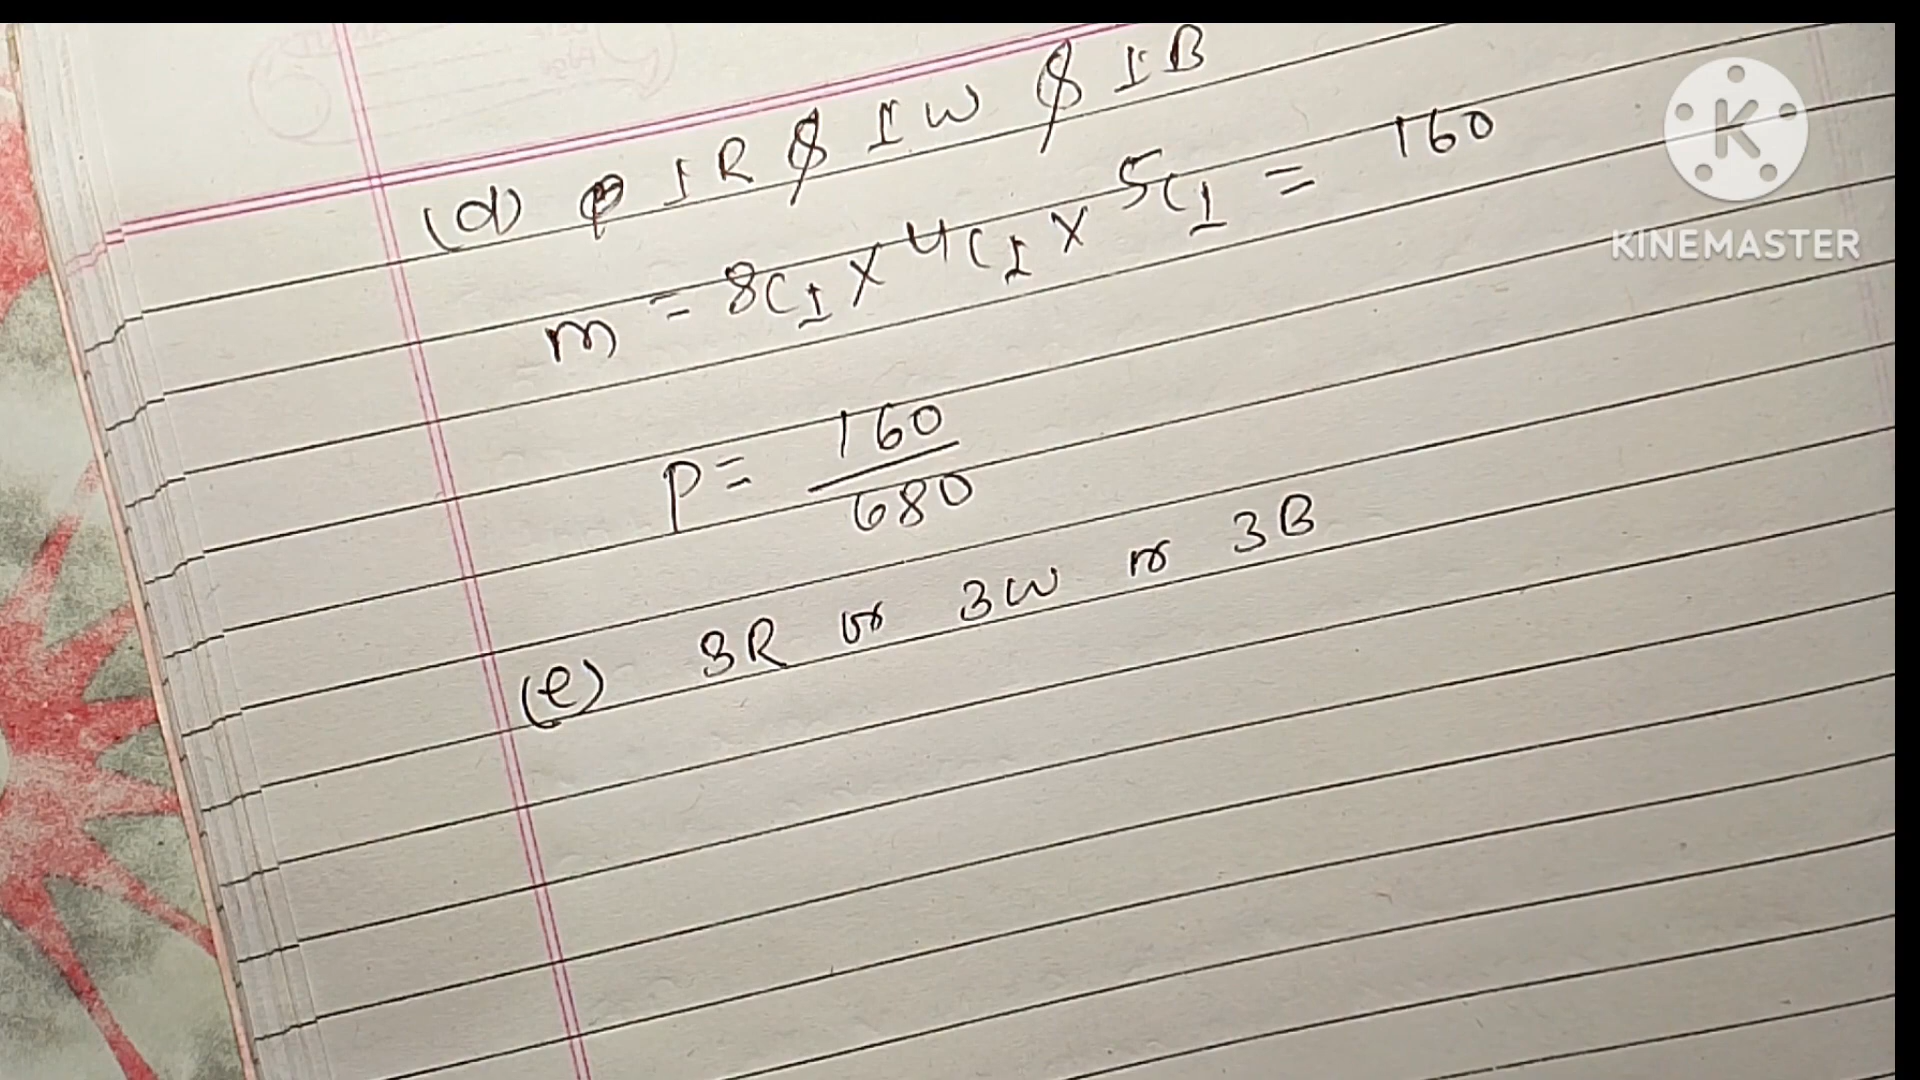 (d) 1R & 1W & 1B
m = 8C1 X 4C1 X 5C1 = 160
P = 160/680
(e) 3R or 3W or 3B
KINEMASTER